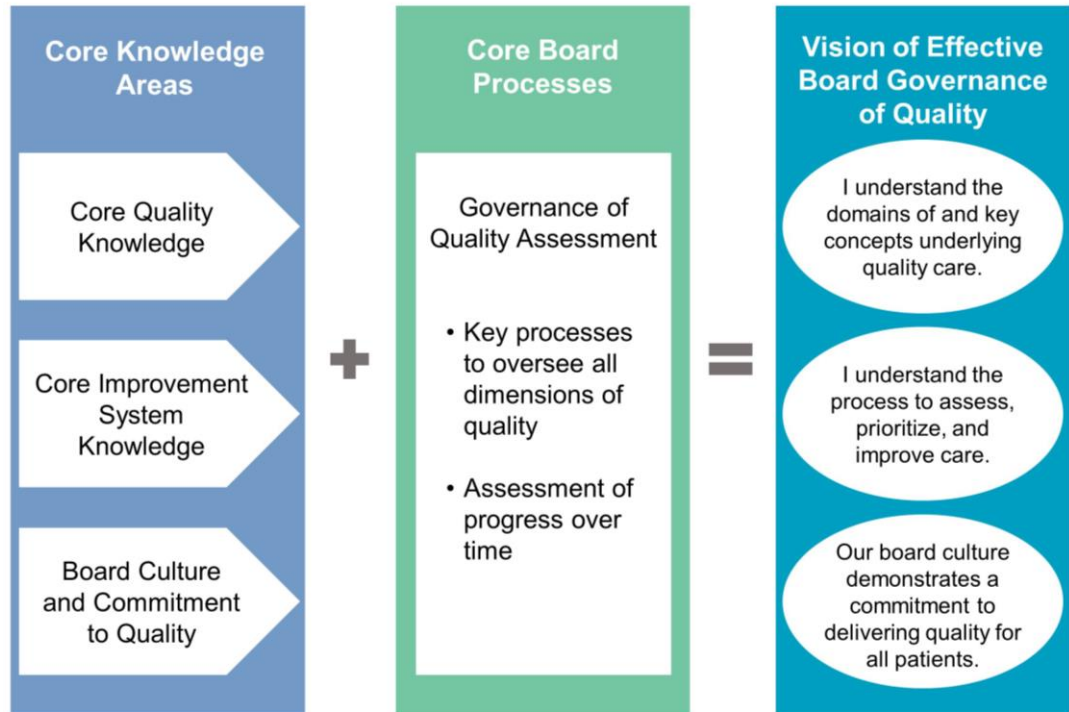 Core Knowledge
Areas
Core Quality
Knowledge
Core Improvement
System
Knowledge
Board Culture
and Commitment
to Quality
+
Core Board
Processes
Governance of
Quality Assessment
• Key processes
to oversee all
dimensions of
quality
• Assessment of
progress over
time
=
Vision of Effective
Board Governance
of Quality
I understand the
domains of and key
concepts underlying
quality care.
I understand the
process to assess,
prioritize, and
improve care.
Our board culture
demonstrates a
commitment to
delivering quality for
all patients.